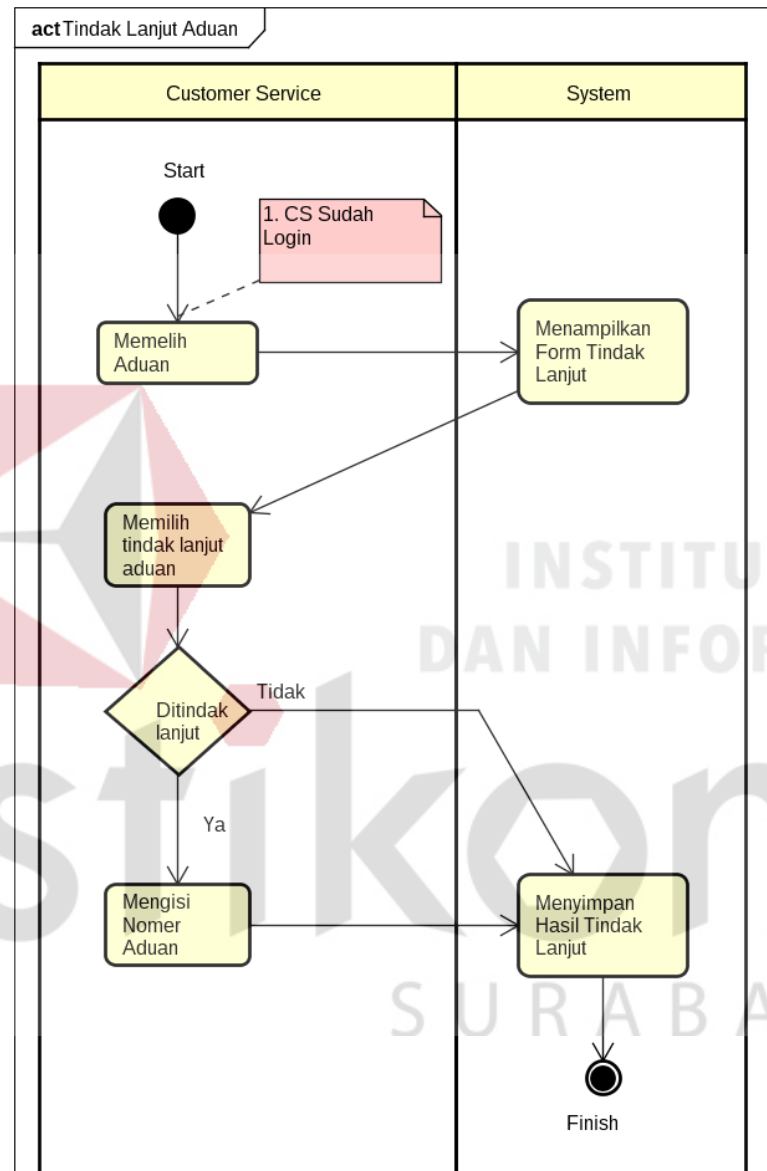 act Tindak Lanjut Aduan
Customer Service
System
Start
1. CS Sudah
Login
Memelih
Aduan
Menampilkan
Form Tindak
Lanjut
Memilih
tindak lanjut
aduan
INSTITU
DAN INFOR
Ditindak
lanjut
Tidak
Ya
stikom
Mengisi
Nomer
Aduan
Menyimpan
Hasil Tindak
Lanjut
SURABA
Finish